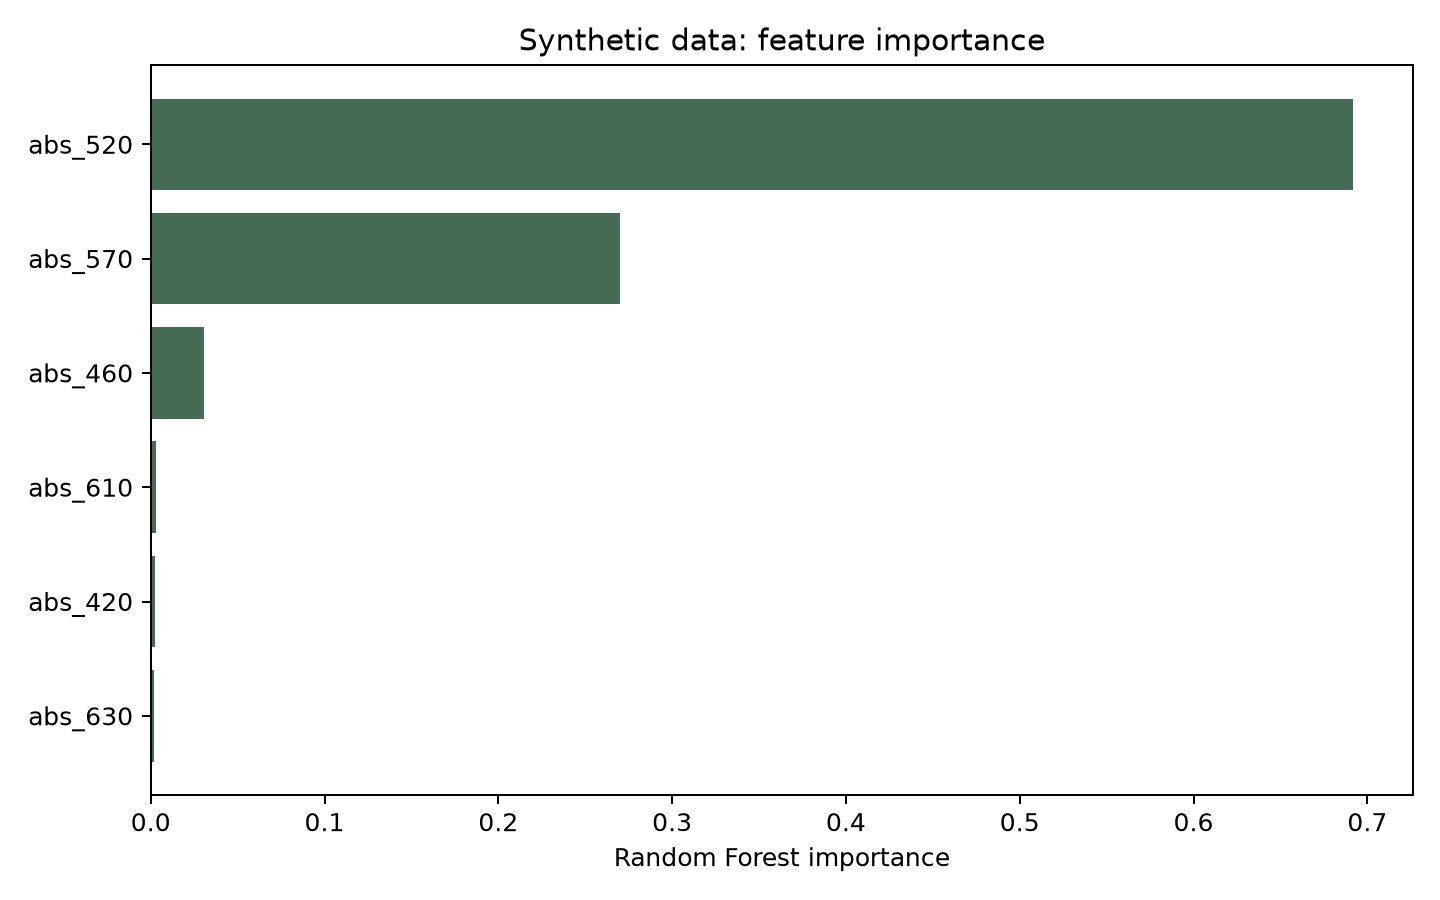 Synthetic data: feature importance
abs_520
abs_570
abs_460
abs_610
abs_420
abs_630
0.0 0.1 0.2 0.3 0.4 0.5 0.6 0.7
Random Forest importance